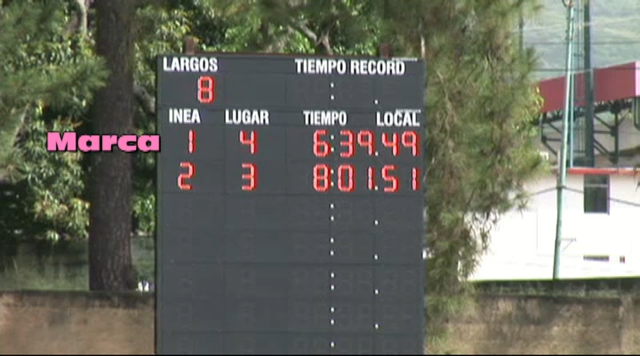 LARGOS TIEMPO RECORD
8 : .
INEA LUGAR TIEMPO LOCAL
Marca 1 4 6:39.49
2 3 8:01.51